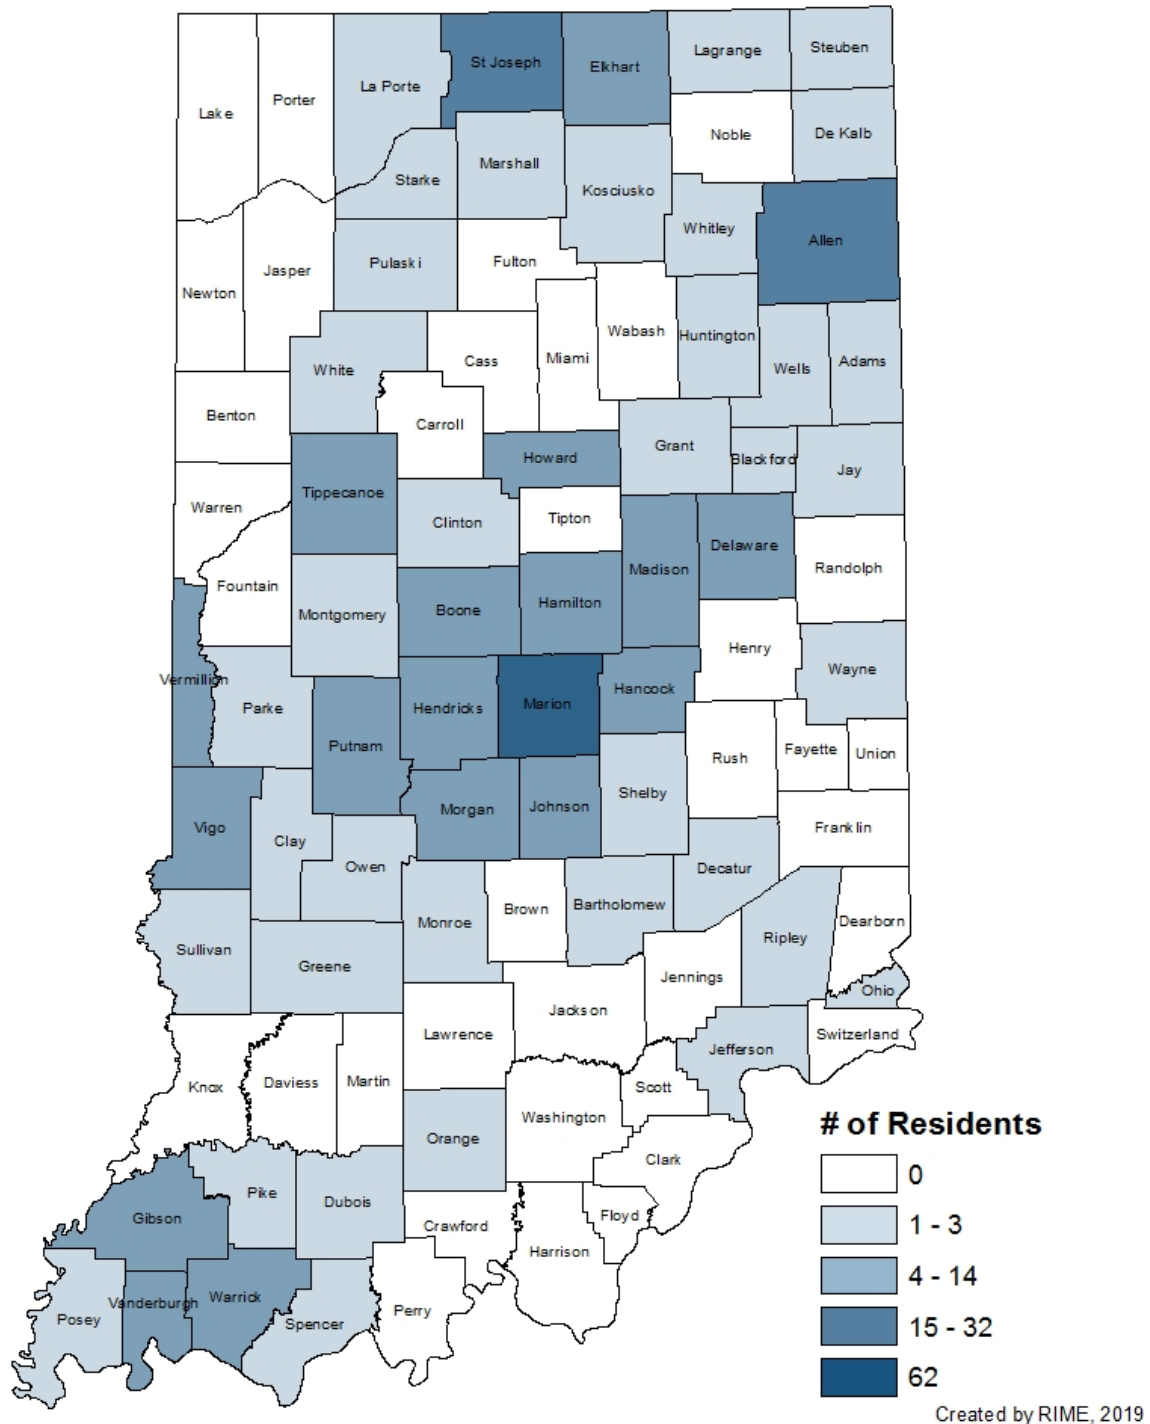 St Joseph
Elkhart
Lagrange
Steuben
La Porte
Porter
Lake
Noble
De Kalb
Marshall
Starke
Kosciusko
Whitley
Allen
Pulaski
Fulton
Jasper
Newton
Wabash
Huntington
Miami
Cass
White
Wells
Adams
Benton
Carroll
Grant
Blackford
Howard
Jay
Tippecanoe
Warren
Clinton
Tipton
Delaware
Madison
Randolph
Fountain
Montgomery
Boone
Hamilton
Henry
Wayne
Vermillion
Parke
Hendricks
Marion
Hancock
Putnam
Rush
Fayette
Union
Shelby
Morgan
Johnson
Vigo
Clay
Franklin
Owen
Decatur
Brown
Bartholomew
Monroe
Dearborn
Ripley
Sullivan
Greene
Jennings
Ohio
Jackson
Lawrence
Switzerland
Jefferson
Knox
Daviess
Martin
Scott
Washington
Orange
Clark
Pike
Dubois
Gibson
Floyd
Crawford
Harrison
Vanderburgh
Warrick
Posey
Spencer
Perry
# of Residents
0
1 - 3
4 - 14
15 - 32
62
Created by RIME, 2019